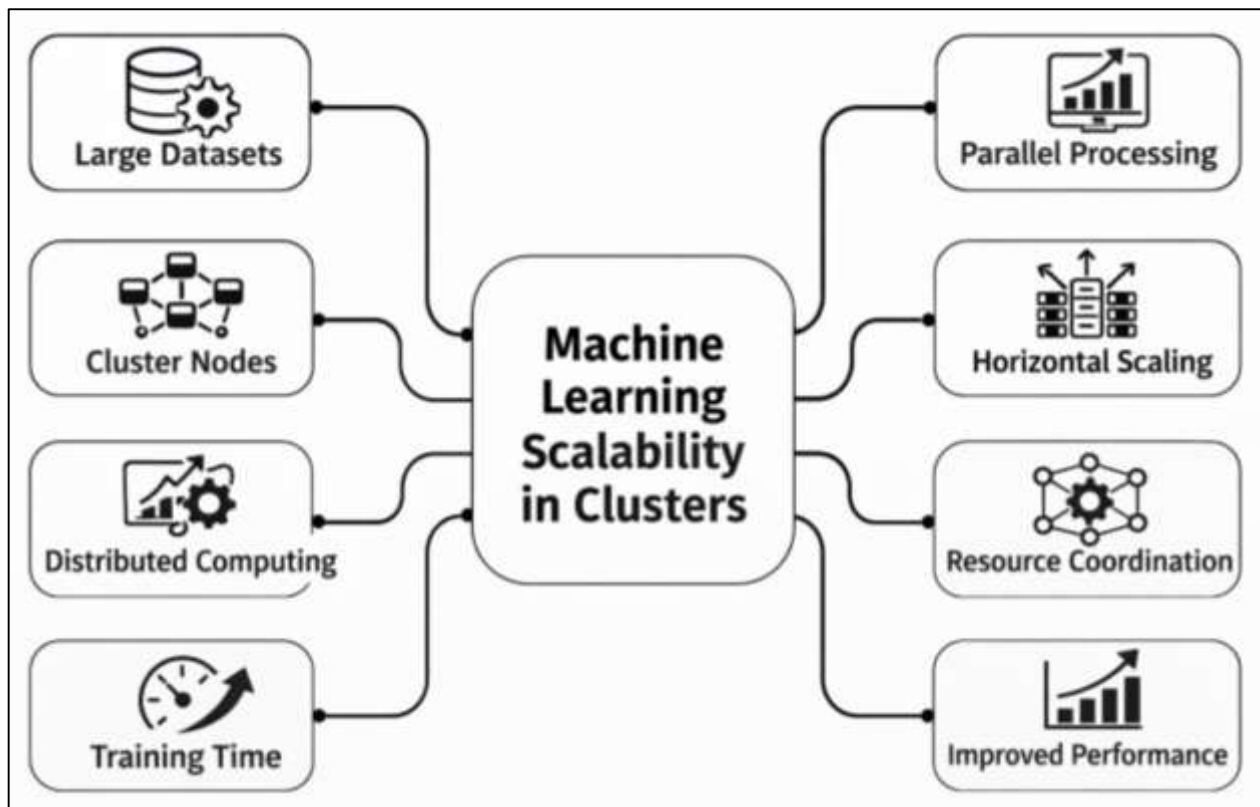 Large Datasets
Cluster Nodes
Distributed Computing
Training Time
Machine
Learning
Scalability
in Clusters
Parallel Processing
Horizontal Scaling
Resource Coordination
Improved Performance